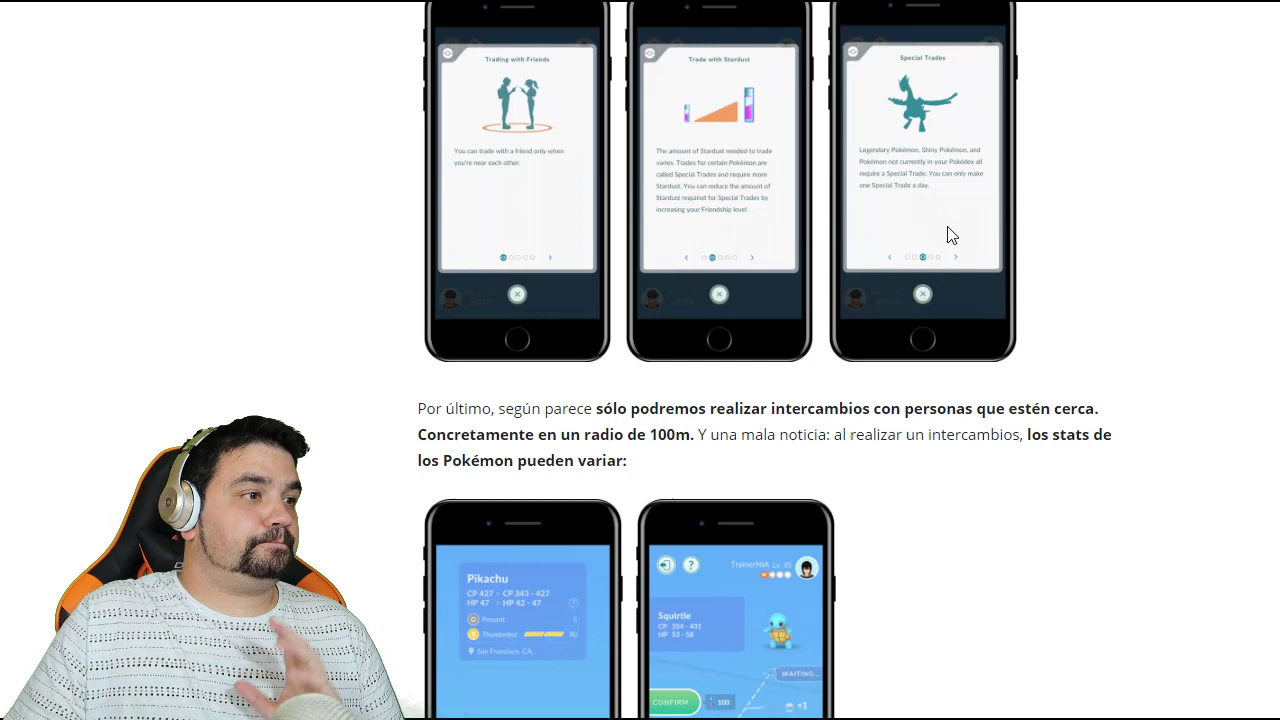 Trading with Friends
You can trade with a friend only when
you're near each other.
Trade with Stardust
The amount of Stardust needed to trade
varies. Trades for certain Pokémon are
called Special Trades and require more
Stardust. You can reduce the amount of
Stardust required for Special Trades by
increasing your Friendship level.
Special Trades
Legendary Pokémon, Shiny Pokémon, and
Pokémon not currently in your Pokédex all
require a Special Trade. You can only make
one Special Trade a day.
Por último, según parece sólo podremos realizar intercambios con personas que estén cerca.
Concretamente en un radio de 100m. Y una mala noticia: al realizar un intercambios, los stats de
los Pokémon pueden variar:
Pikachu
CP 427 CP 343 - 427
HP 47 HP 42 - 47
?
Present 5
Thunderbolt 80
San Francisco, CA,
?
TrainerNIA Lv. 35
Squirtle
CP 354 - 431
HP 53 - 58
WAITING...
CONFIRM
100
+1